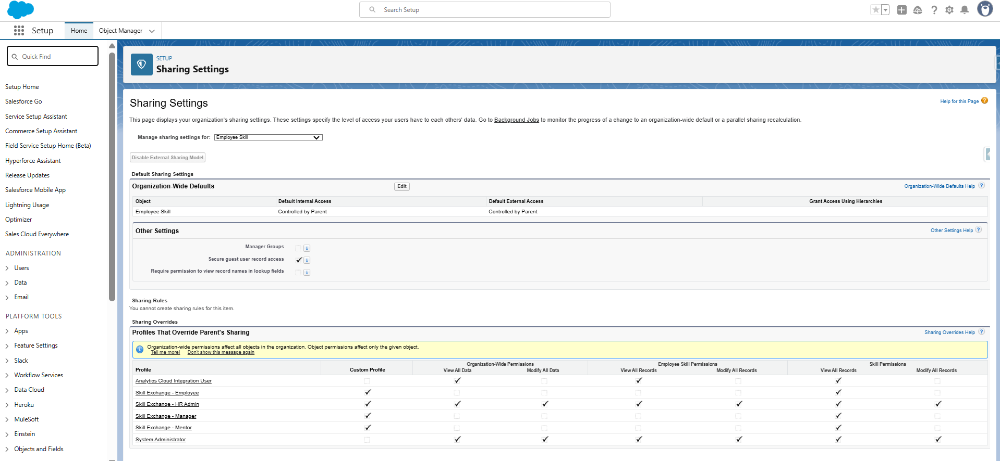 Search Setup
Setup
Home
Object Manager
Quick Find
Setup Home
Salesforce Go
Service Setup Assistant
Commerce Setup Assistant
Field Service Setup Home (Beta)
Hyperforce Assistant
Release Updates
Salesforce Mobile App
Lightning Usage
Optimizer
Sales Cloud Everywhere
ADMINISTRATION
Users
Data
Email
PLATFORM TOOLS
Apps
Feature Settings
Slack
Workflow Services
Data Cloud
Heroku
MuleSoft
Einstein
Objects and Fields
SETUP
Sharing Settings
Sharing Settings
Help for this Page
This page displays your organization's sharing settings. These settings specify the level of access your users have to each others' data. Go to Background Jobs to monitor the progress of a change to an organization-wide default or a parallel sharing recalculation.
Manage sharing settings for: Employee Skill
Disable External Sharing Model
Default Sharing Settings
Organization-Wide Defaults Edit Organization-Wide Defaults Help ?
Object Default Internal Access Default External Access Grant Access Using Hierarchies
Employee Skill Controlled by Parent Controlled by Parent
Other Settings Other Settings Help ?
Manager Groups i
Secure guest user record access i
Require permission to view record names in lookup fields i
Sharing Rules
You cannot create sharing rules for this item.
Sharing Overrides
Profiles That Override Parent's Sharing Sharing Overrides Help ?
Organization-wide permissions affect all objects in the organization. Object permissions affect only the given object.
Tell me more! Don't show this message again
Organization-Wide Permissions Employee Skill Permissions Skill Permissions
Profile Custom Profile View All Data Modify All Data View All Records Modify All Records View All Records Modify All Records
Analytics Cloud Integration User
Skill Exchange - Employee
Skill Exchange - HR Admin
Skill Exchange - Manager
Skill Exchange - Mentor
System Administrator